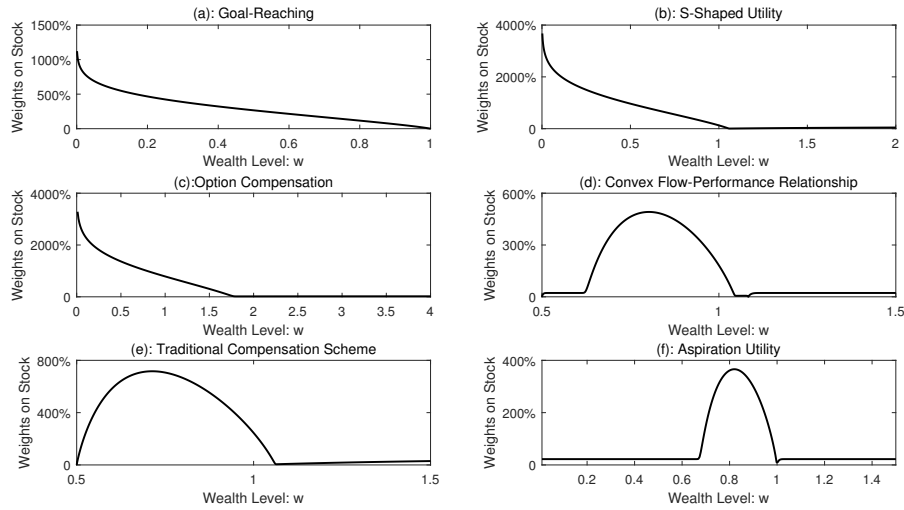 (a): Goal-Reaching
Weights on Stock
1500%
1000%
500%
0
0 0.2 0.4 0.6 0.8 1
Wealth Level: w
(b): S-Shaped Utility
Weights on Stock
4000%
2000%
0
0 0.5 1 1.5 2
Wealth Level: w
(c):Option Compensation
Weights on Stock
4000%
2000%
0
0 0.5 1 1.5 2 2.5 3 3.5 4
Wealth Level: w
(d): Convex Flow-Performance Relationship
Weights on Stock
600%
300%
0
0.5 1 1.5
Wealth Level: w
(e): Traditional Compensation Scheme
Weights on Stock
800%
400%
0
0.5 1 1.5
Wealth Level: w
(f): Aspiration Utility
Weights on Stock
400%
200%
0
0.2 0.4 0.6 0.8 1 1.2 1.4
Wealth Level: w